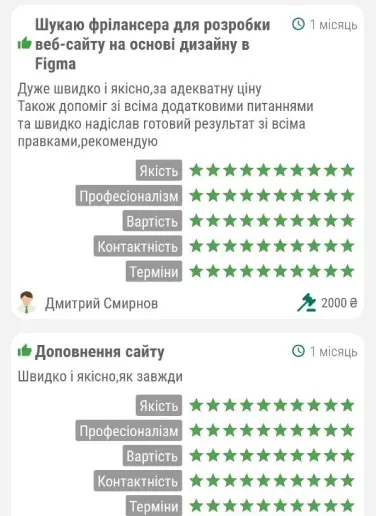 Шукаю фрілансера для розробки
веб-сайту на основі дизайну в
Figma
1 місяць
Дуже швидко і якісно,за адекватну ціну
Також допоміг зі всіма додатковими питаннями
та швидко надіслав готовий результат зі всіма
правками,рекомендую
Якість
Професіоналізм
Вартість
Контактність
Терміни
Дмитрий Смирнов
2000 ₴
Доповнення сайту
1 місяць
Швидко і якісно,як завжди
Якість
Професіоналізм
Вартість
Контактність
Терміни